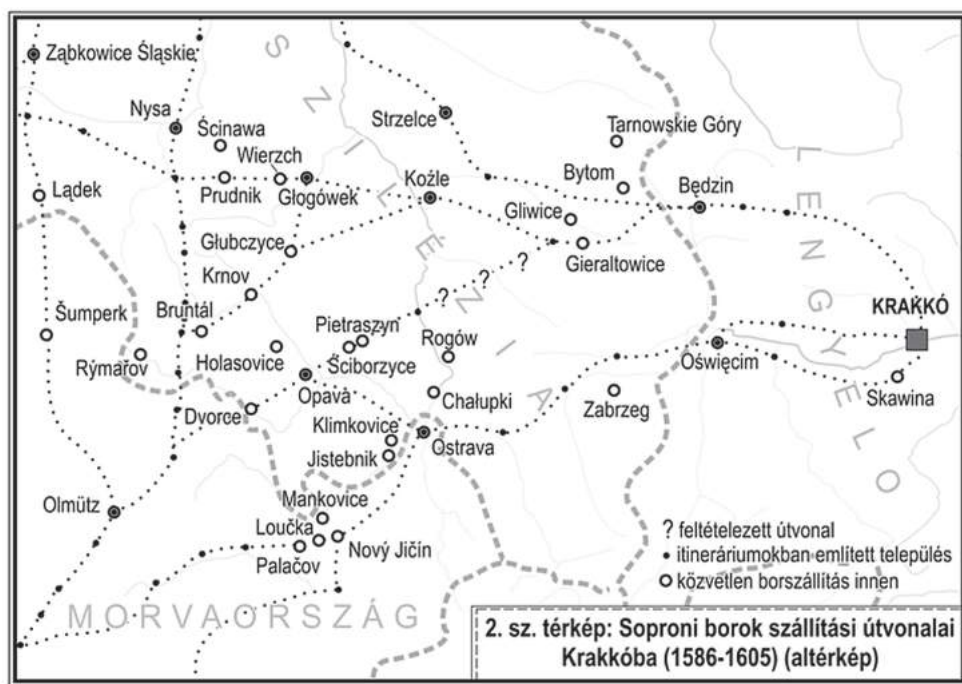 Ząbkowice Śląskie
SZILÉZIA
Nysa
Ścinawa
Strzelce
Tarnowskie Góry
LENGYELO
Wierzch
Lądek
Prudnik
Głogówek
Koźle
Bytom
Będzin
Gliwice
Głubczyce
Gieraltowice
Krnov
? ? ?
Bruntál
KRAKKÓ
Šumperk
Pietraszyn
Rogów
Rýmařov
Holasovice
Ściborzyce
Oświęcim
Opava
Chałupki
Zabrzeg
Skawina
Dvorce
Klimkovice
Ostrava
Jistebnik
Olmütz
Mankovice
Loučka
Nový Jičín
Palačov
? feltételezett útvonal
itineráriumokban említett település
közvetlen borszállítás innen
MORVAORSZÁG
2. sz. térkép: Soproni borok szállítási útvonalai
Krakkóba (1586-1605) (altérkép)